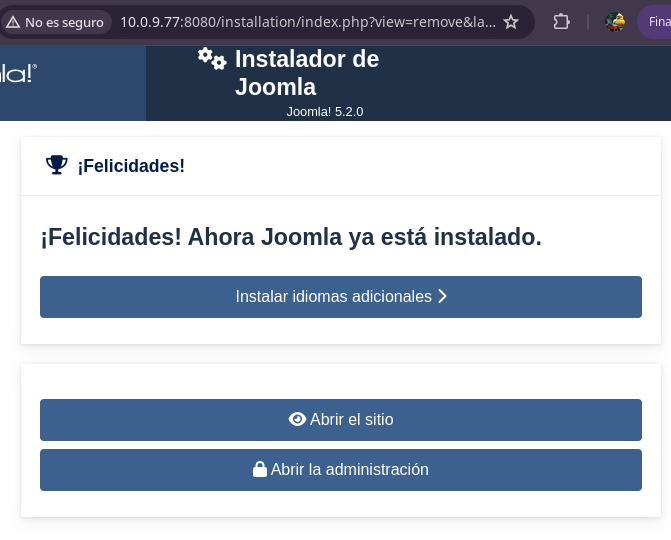 No es seguro
10.0.9.77:8080/installation/index.php?view=remove&la...
Fina
la!®
Instalador de
Joomla
Joomla! 5.2.0
¡Felicidades!
¡Felicidades! Ahora Joomla ya está instalado.
Instalar idiomas adicionales
Abrir el sitio
Abrir la administración